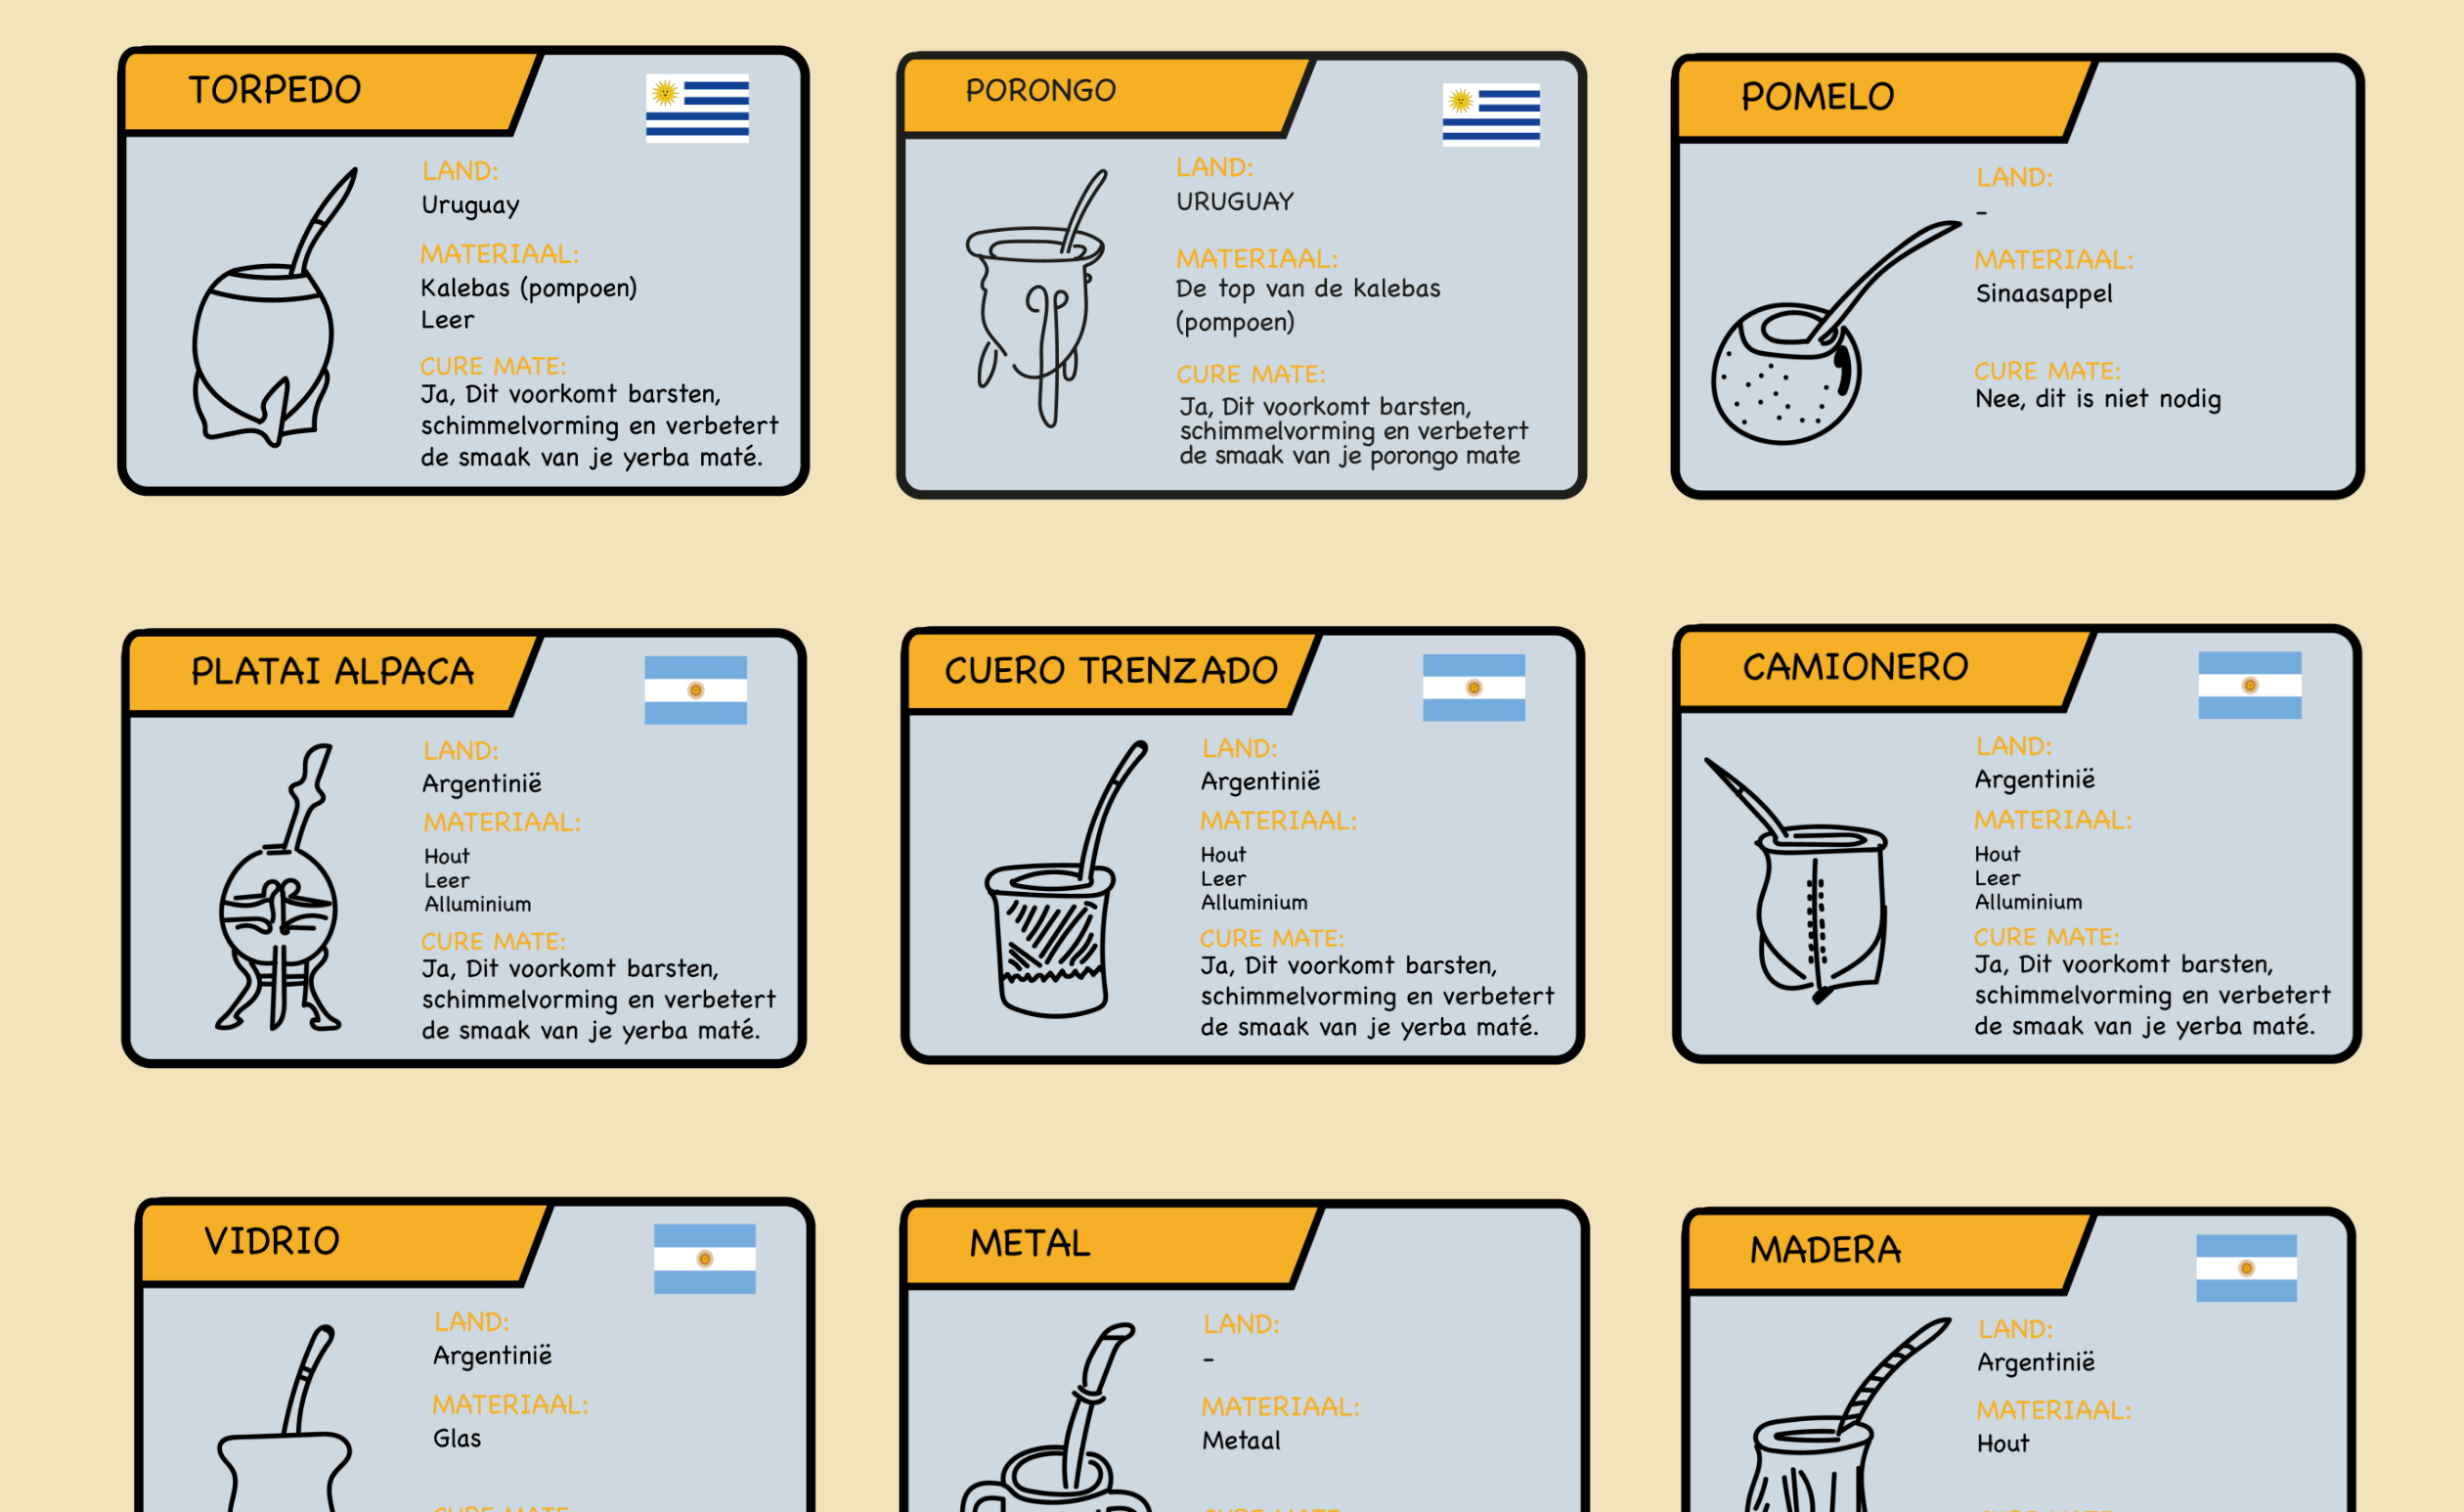 TORPEDO
LAND:
Uruguay
MATERIAAL:
Kalebas (pompoen)
Leer
CURE MATE:
Ja, Dit voorkomt barsten,
schimmelvorming en verbetert
de smaak van je yerba maté.
PORONGO
LAND:
URUGUAY
MATERIAAL:
De top van de kalebas
(pompoen)
CURE MATE:
Ja, Dit voorkomt barsten,
schimmelvorming en verbetert
de smaak van je porongo mate
POMELO
LAND:
-
MATERIAAL:
Sinaasappel
CURE MATE:
Nee, dit is niet nodig
PLATAI ALPACA
LAND:
Argentinië
MATERIAAL:
Hout
Leer
Alluminium
CURE MATE:
Ja, Dit voorkomt barsten,
schimmelvorming en verbetert
de smaak van je yerba maté.
CUERO TRENZADO
LAND:
Argentinië
MATERIAAL:
Hout
Leer
Alluminium
CURE MATE:
Ja, Dit voorkomt barsten,
schimmelvorming en verbetert
de smaak van je yerba maté.
CAMIONERO
LAND:
Argentinië
MATERIAAL:
Hout
Leer
Alluminium
CURE MATE:
Ja, Dit voorkomt barsten,
schimmelvorming en verbetert
de smaak van je yerba maté.
VIDRIO
LAND:
Argentinië
MATERIAAL:
Glas
METAL
LAND:
-
MATERIAAL:
Metaal
MADERA
LAND:
Argentinië
MATERIAAL:
Hout